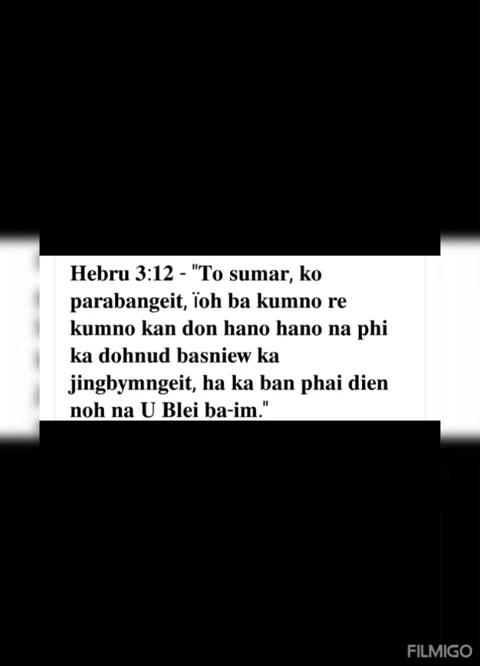 Hebru 3:12 - "To sumar, ko
parabangeit, ïoh ba kumno re
kumno kan don hano hano na phi
ka dohnud basniew ka
jingbymngeit, ha ka ban phai dien
noh na U Blei ba-im."
FILMIGO